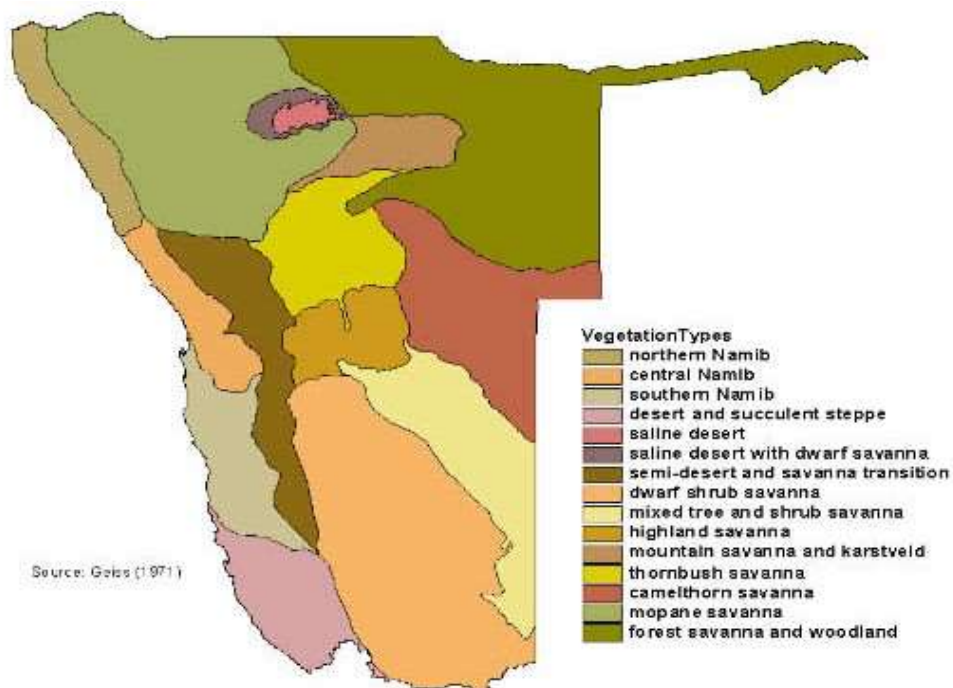 VegetationTypes
northern Namib
central Namib
southern Namib
desert and succulent steppe
saline desert
saline desert with dwarf savanna
semi-desert and savanna transition
dwarf shrub savanna
mixed tree and shrub savanna
highland savanna
mountain savanna and karstveld
thornbush savanna
camelthorn savanna
mopane savanna
forest savanna and woodland
Source: Geiss (1971)